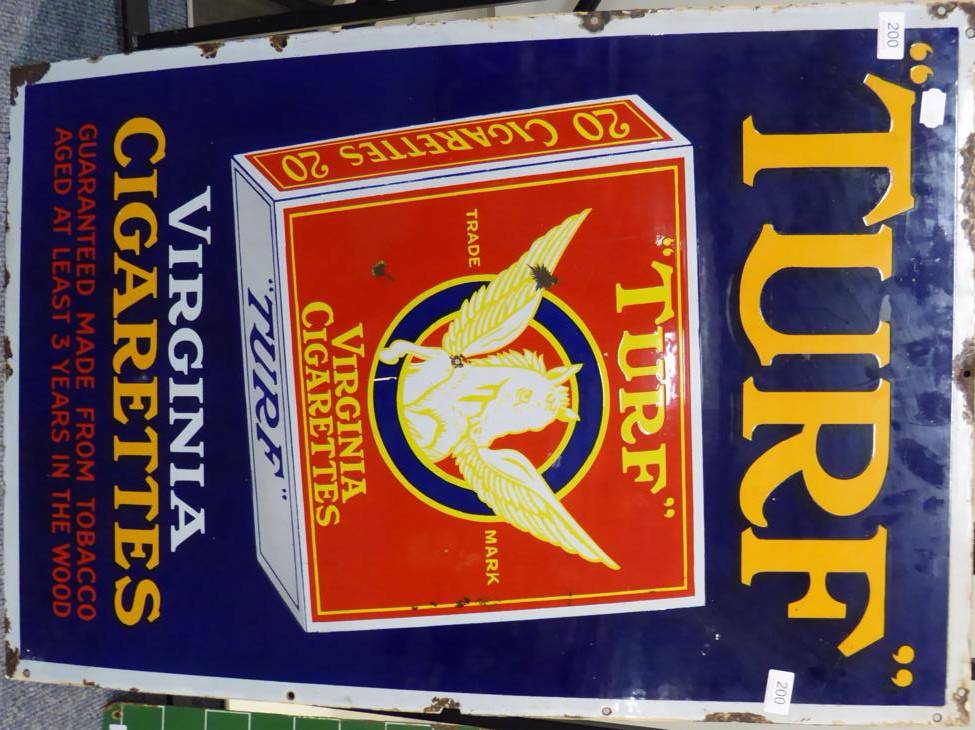 200
"TURF"
200
20 CIGARETTES 20
"TURF"
TRADE MARK
VIRGINIA
CIGARETTES
"TURF"
VIRGINIA
CIGARETTES
GUARANTEED MADE FROM TOBACCO
AGED AT LEAST 3 YEARS IN THE WOOD